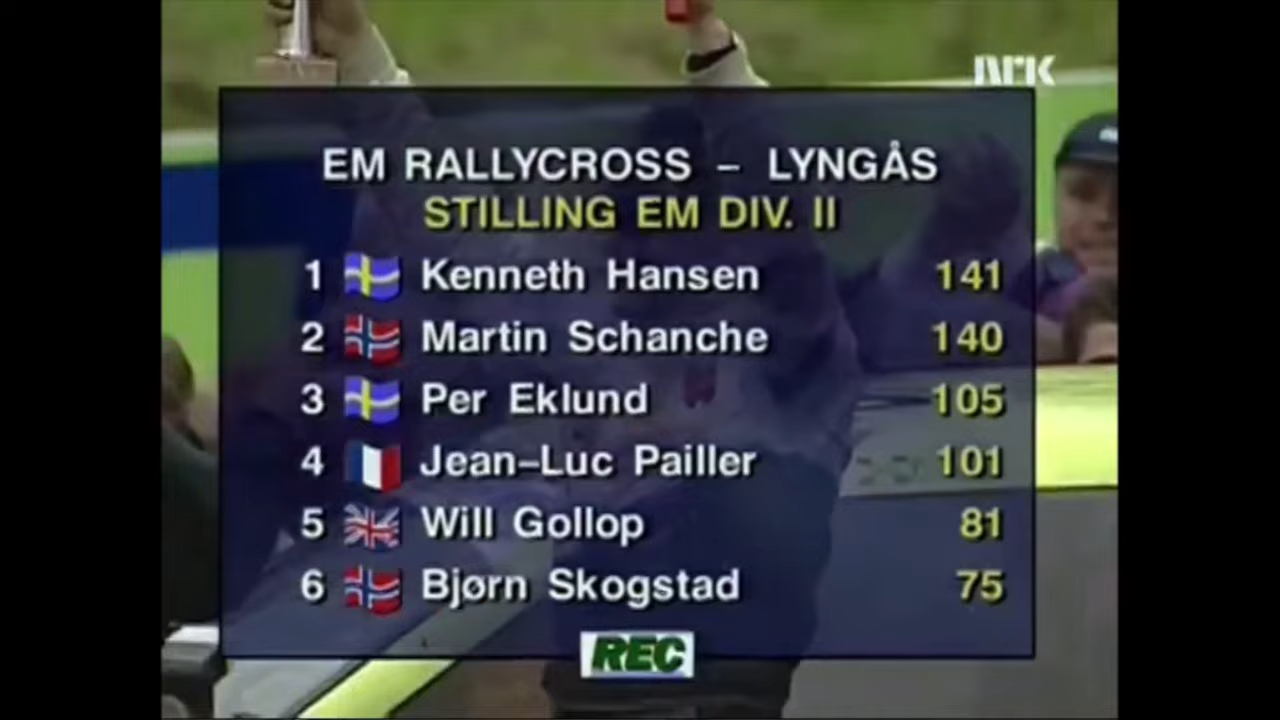 NRK
EM RALLYCROSS – LYNGÅS
STILLING EM DIV. II
1 Kenneth Hansen 141
2 Martin Schanche 140
3 Per Eklund 105
4 Jean–Luc Pailler 101
5 Will Gollop 81
6 Bjørn Skogstad 75
REC